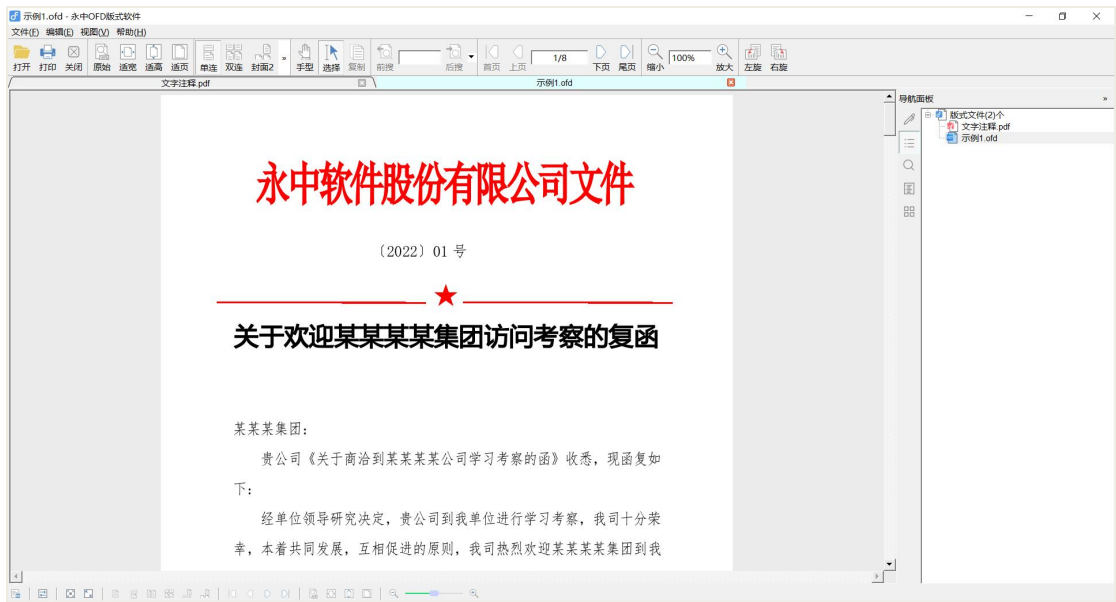 示例1.ofd - 永中OFD版式软件
文件(F) 编辑(E) 视图(V) 帮助(H)
打开 打印 关闭 原始 适宽 适高 适页 单连 双连 封面2 » 手型 选择 复制 前搜 后搜 首页 上页 1/8 下页 尾页 缩小 100% 放大 左旋 右旋
文字注释.pdf 示例1.ofd
导航面板 »
版式文件(2)个
文字注释.pdf
示例1.ofd
永中软件股份有限公司文件
〔2022〕01 号
关于欢迎某某某某集团访问考察的复函
某某某集团：
贵公司《关于商洽到某某某某公司学习考察的函》收悉，现函复如
下：
经单位领导研究决定，贵公司到我单位进行学习考察，我司十分荣
幸，本着共同发展，互相促进的原则，我司热烈欢迎某某某某集团到我